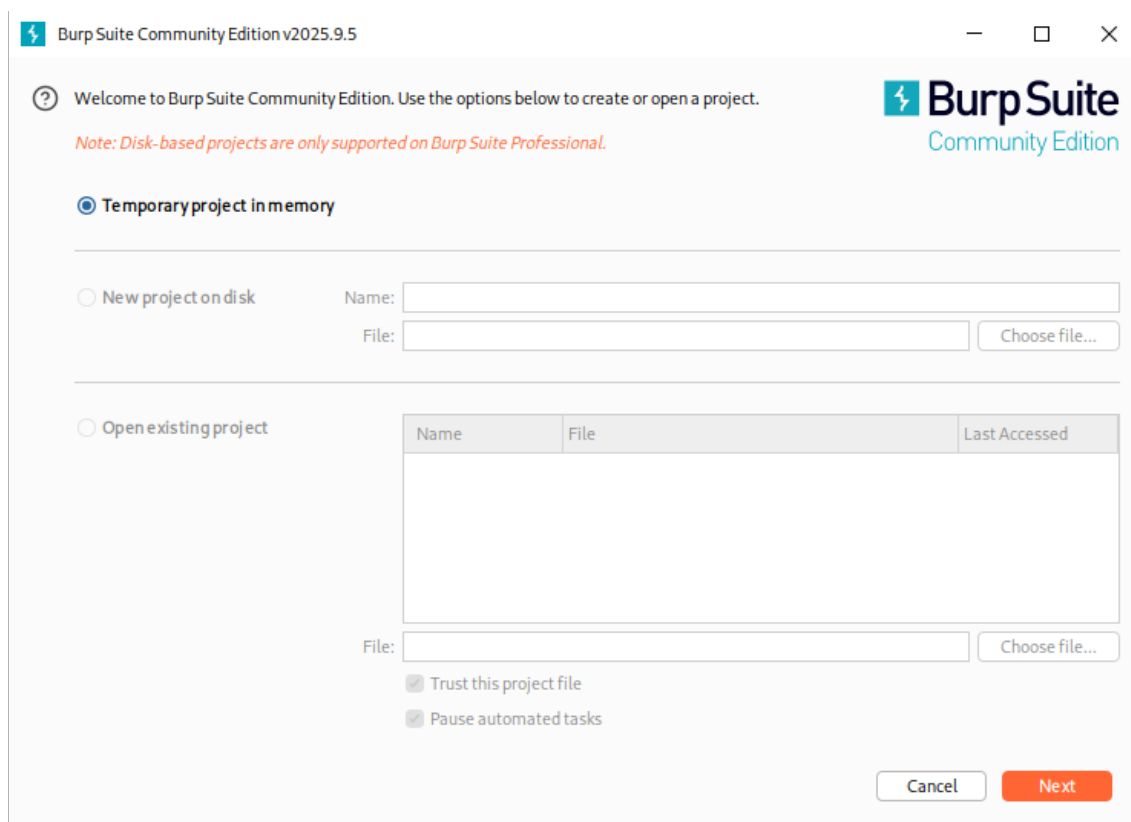 Burp Suite Community Edition v2025.9.5
Welcome to Burp Suite Community Edition. Use the options below to create or open a project.
Burp Suite
Community Edition
Note: Disk-based projects are only supported on Burp Suite Professional.
Temporary project in memory
New project on disk Name:
File: Choose file...
Open existing project Name File Last Accessed
File: Choose file...
Trust this project file
Pause automated tasks
Cancel Next